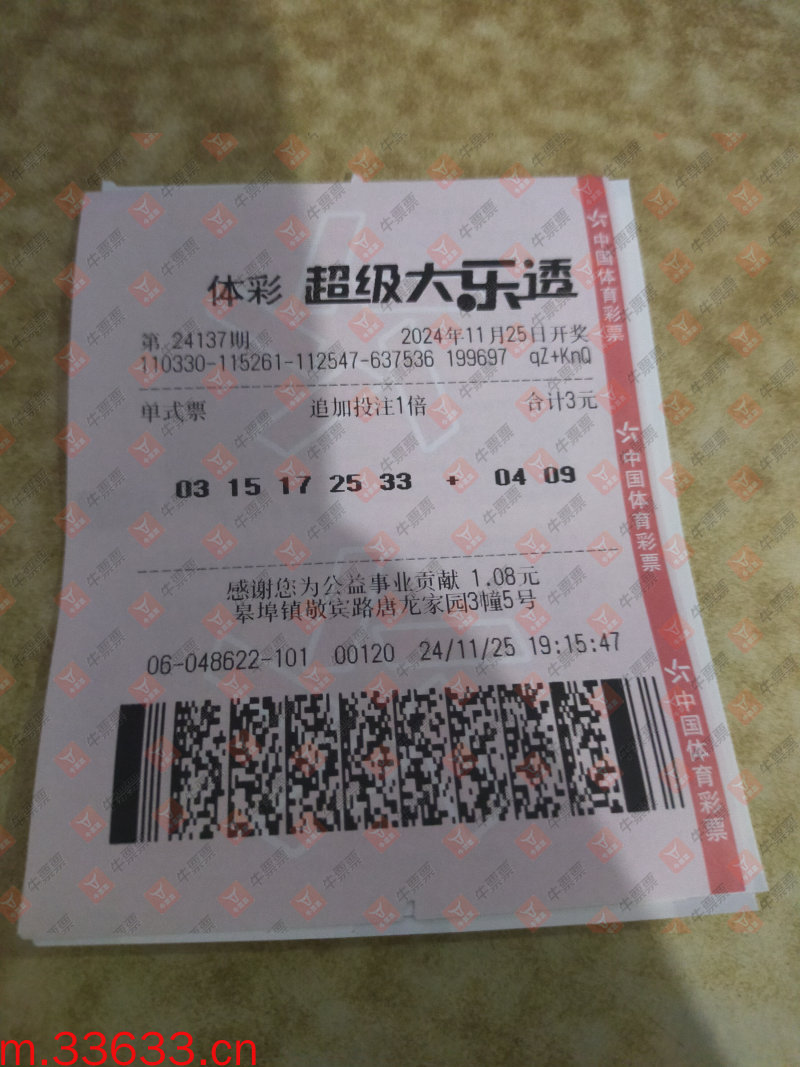 体彩 超级大乐透
第 24137期 2024年11月25日开奖
110330-115261-112547-637536 199697 qZ+KnQ
单式票 追加投注1倍 合计3元
03 15 17 25 33 + 04 09
感谢您为公益事业贡献 1.08元
皋埠镇敬宾路唐龙家园3幢5号
06-048622-101 00120 24/11/25 19:15:47
中国体育彩票
中国体育彩票
中国体育彩票
牛票票
m.33633.cn